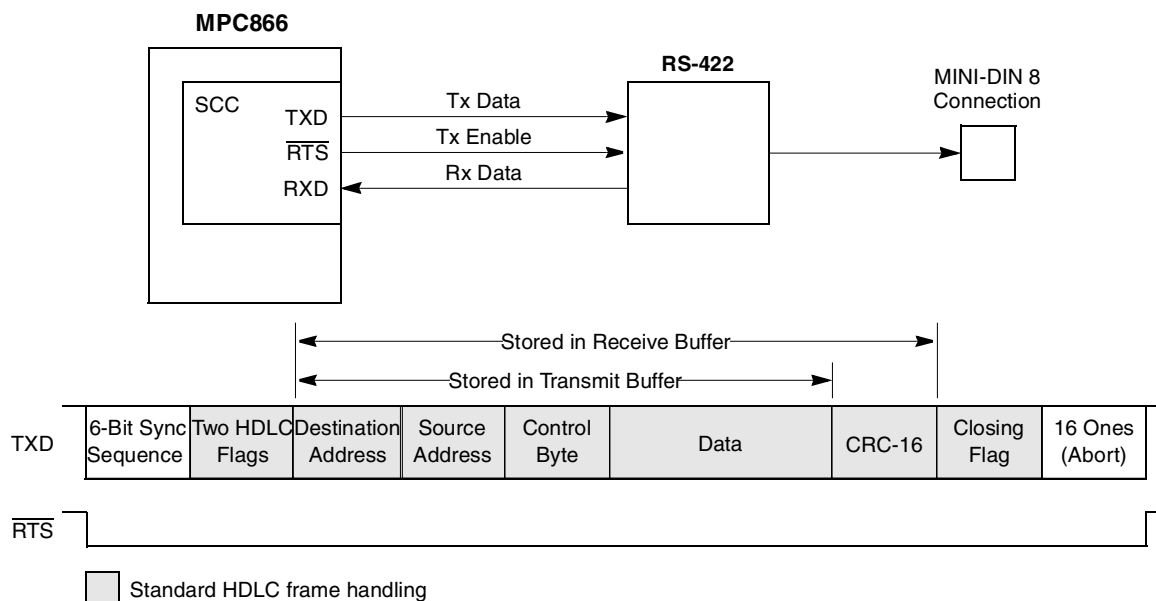 MPC866
RS-422
MINI-DIN 8
Connection
SCC
TXD
RTS
RXD
Tx Data
Tx Enable
Rx Data
Stored in Receive Buffer
Stored in Transmit Buffer
TXD
6-Bit Sync
Sequence
Two HDLC
Flags
Destination
Address
Source
Address
Control
Byte
Data
CRC-16
Closing
Flag
16 Ones
(Abort)
RTS
Standard HDLC frame handling